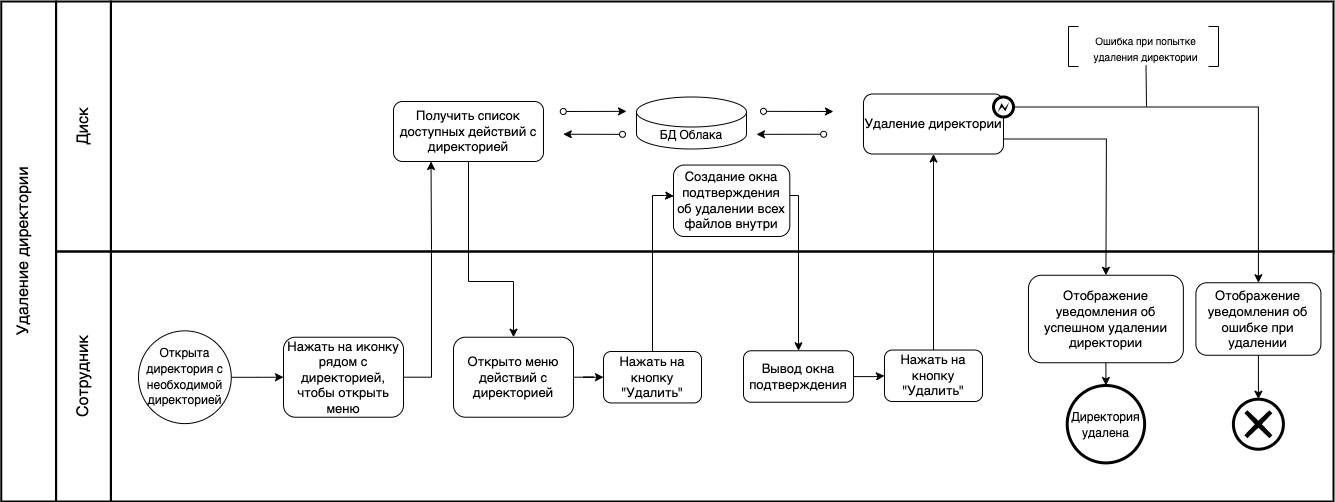 Удаление директории
Диск
Ошибка при попытке
удаления директории
Получить список
доступных действий с
директорией
БД Облака
Удаление директории
Создание окна
подтверждения
об удалении всех
файлов внутри
Сотрудник
Открыта
директория с
необходимой
директорией
Нажать на иконку
рядом с
директорией,
чтобы открыть
меню
Открыто меню
действий с
директорией
Нажать на
кнопку
"Удалить"
Вывод окна
подтверждения
Нажать на
кнопку
"Удалить"
Отображение
уведомления об
успешном удалении
директории
Отображение
уведомления об
ошибке при
удалении
Директория
удалена